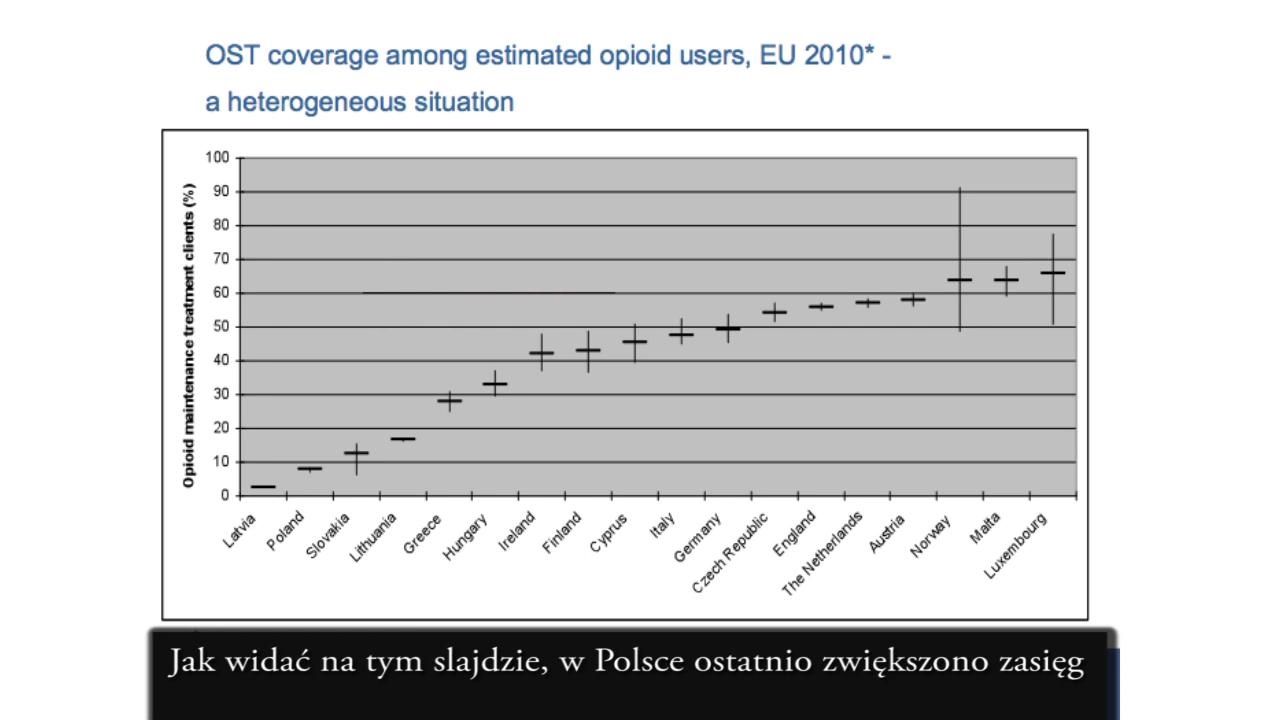 OST coverage among estimated opioid users, EU 2010* -
a heterogeneous situation
Opioid maintenance treatment clients (%)
100
90
80
70
60
50
40
30
20
10
0
Latvia
Poland
Slovakia
Lithuania
Greece
Hungary
Ireland
Finland
Cyprus
Italy
Germany
Czech Republic
England
The Netherlands
Austria
Norway
Malta
Luxembourg
Jak widać na tym slajdzie, w Polsce ostatnio zwiększono zasięg